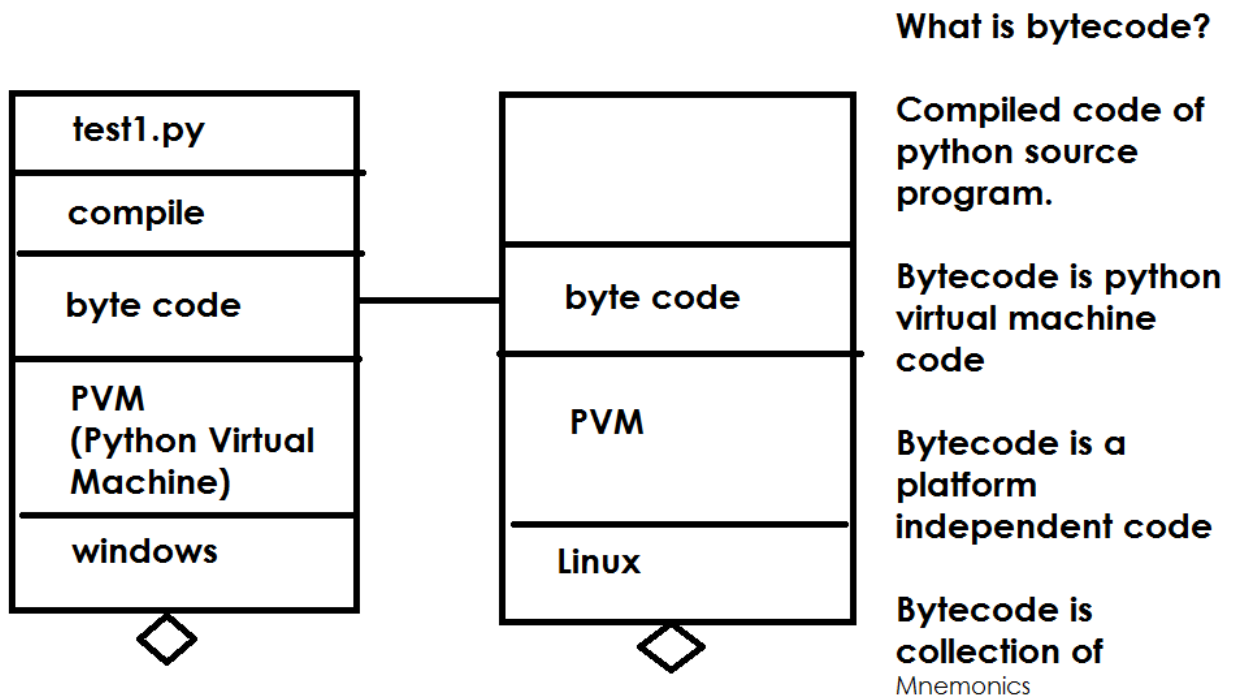 test1.py
compile
byte code
PVM
(Python Virtual
Machine)
windows
byte code
PVM
Linux
What is bytecode?
Compiled code of
python source
program.
Bytecode is python
virtual machine
code
Bytecode is a
platform
independent code
Bytecode is
collection of
Mnemonics